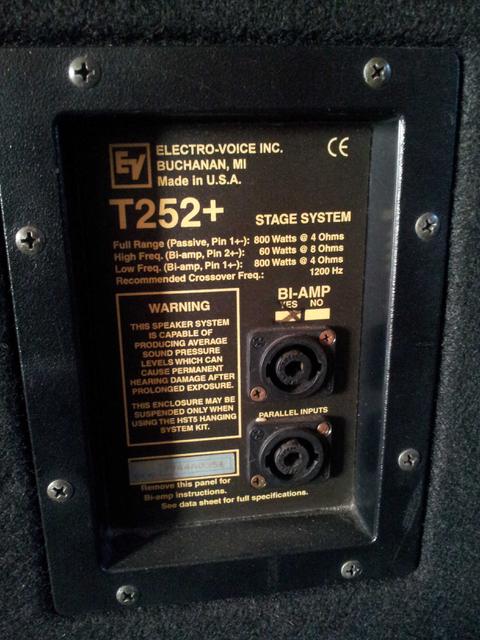 EV
ELECTRO-VOICE INC.
BUCHANAN, MI
Made in U.S.A.
CE
T252+
STAGE SYSTEM
Full Range (Passive, Pin 1+-): 800 Watts @ 4 Ohms
High Freq. (Bi-amp, Pin 2+-): 60 Watts @ 8 Ohms
Low Freq. (Bi-amp, Pin 1+-): 800 Watts @ 4 Ohms
Recommended Crossover Freq.: 1200 Hz
BI-AMP
YES NO
WARNING
THIS SPEAKER SYSTEM
IS CAPABLE OF
PRODUCING AVERAGE
SOUND PRESSURE
LEVELS WHICH CAN
CAUSE PERMANENT
HEARING DAMAGE AFTER
PROLONGED EXPOSURE.
THIS ENCLOSURE MAY BE
SUSPENDED ONLY WHEN
USING THE HST5 HANGING
SYSTEM KIT.
PARALLEL INPUTS
Remove this panel for
Bi-amp instructions.
See data sheet for full specifications.